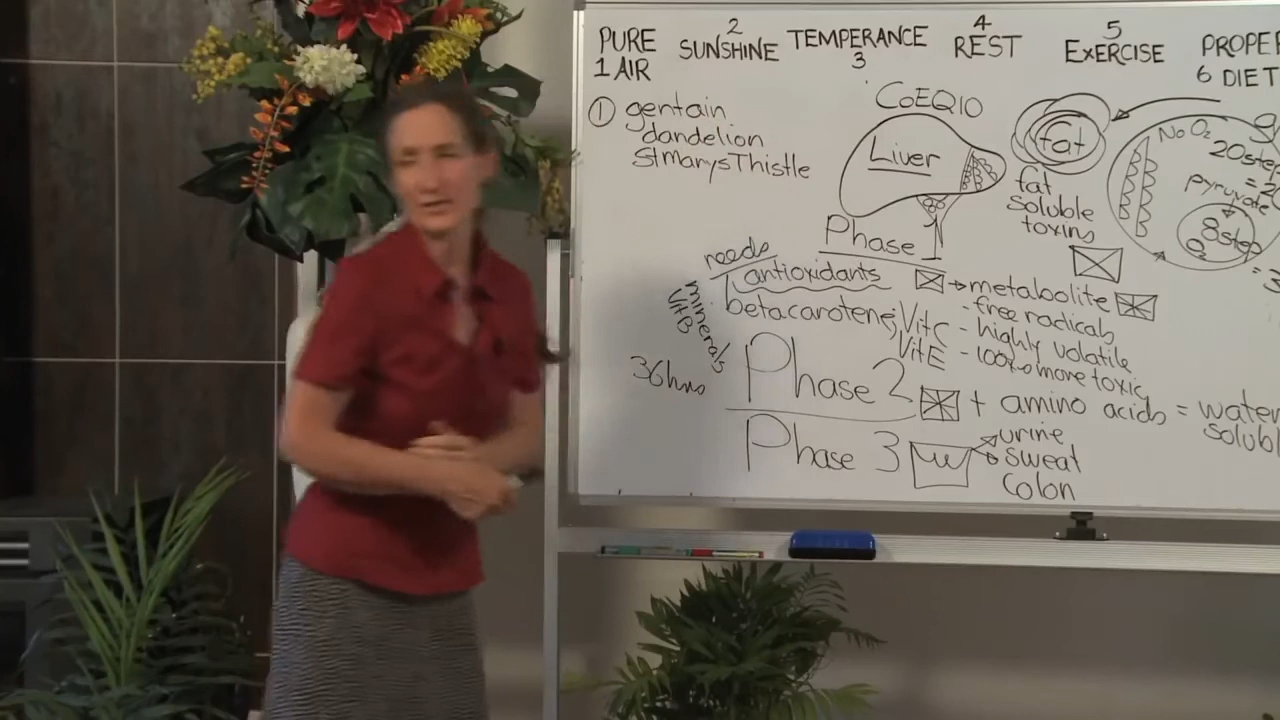 PURE
1 AIR
2
SUNSHINE
TEMPERANCE
3
4
REST
5
EXERCISE
PROPER
6 DIET
① gentain
dandelion
StMarysThistle
CoEQ10
Liver
fat
fat
soluble
toxins
No O2
20step
pyruvate
8step
O2
Phase 1
needs
antioxidants
→metabolite
betacarotene, VitC
VitE
- free radicals
- highly volatile
- 100x's more toxic
minerals
VitB
36hrs
Phase 2
+ amino acids = water
solubl
Phase 3
urine
sweat
colon